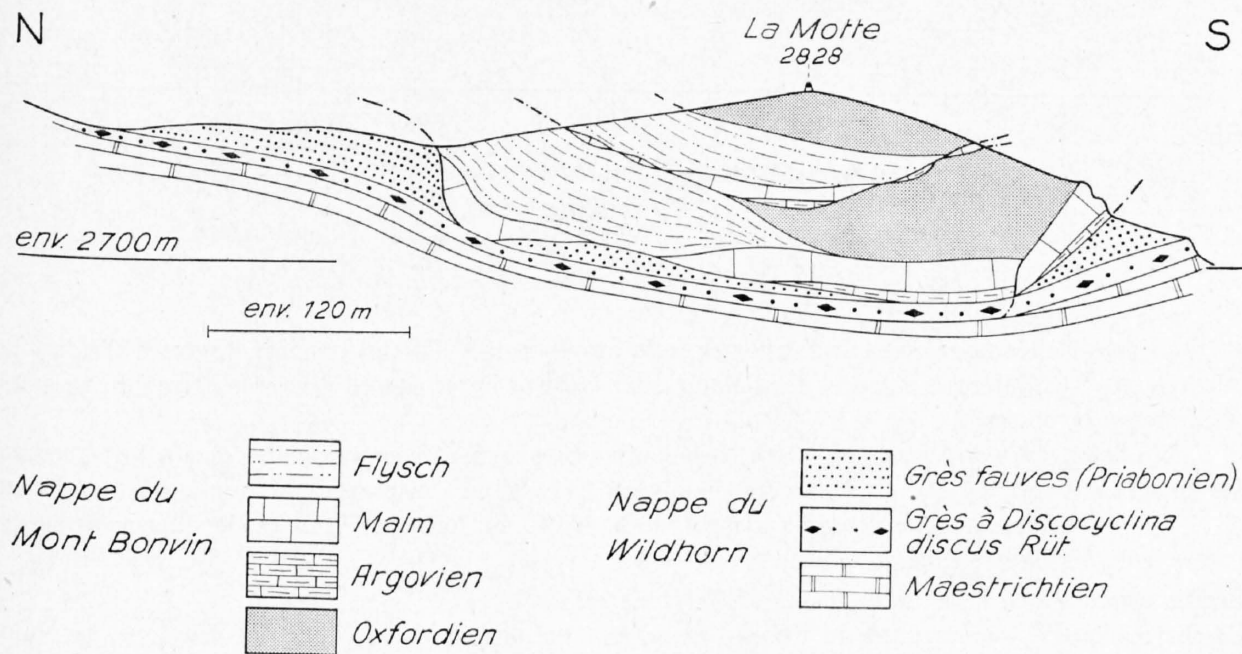 N
La Motte
2828
S
env. 2700 m
env. 120 m
Nappe du
Mont Bonvin
Flysch
Malm
Argovien
Oxfordien
Nappe du
Wildhorn
Grès fauves (Priabonien)
Grès à Discocyclina
discus Rüt.
Maestrichtien